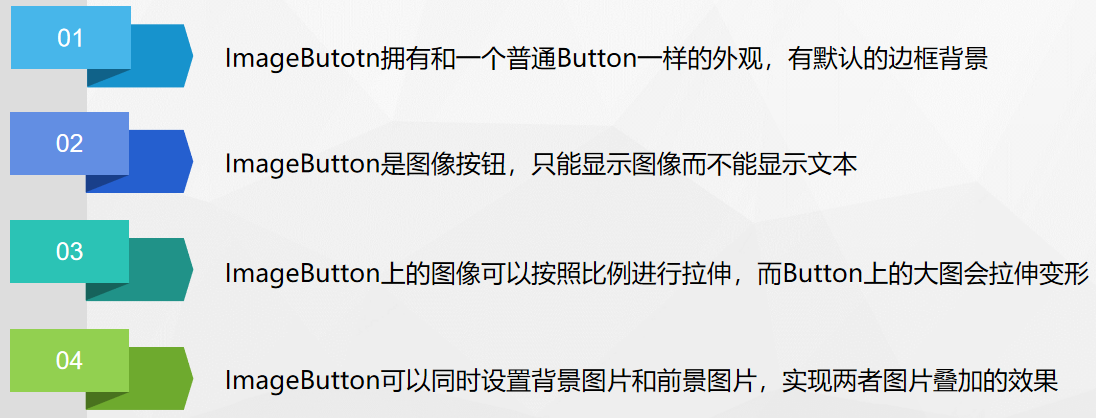 01
ImageButotn拥有和一个普通Button一样的外观，有默认的边框背景
02
ImageButton是图像按钮，只能显示图像而不能显示文本
03
ImageButton上的图像可以按照比例进行拉伸，而Button上的大图会拉伸变形
04
ImageButton可以同时设置背景图片和前景图片，实现两者图片叠加的效果